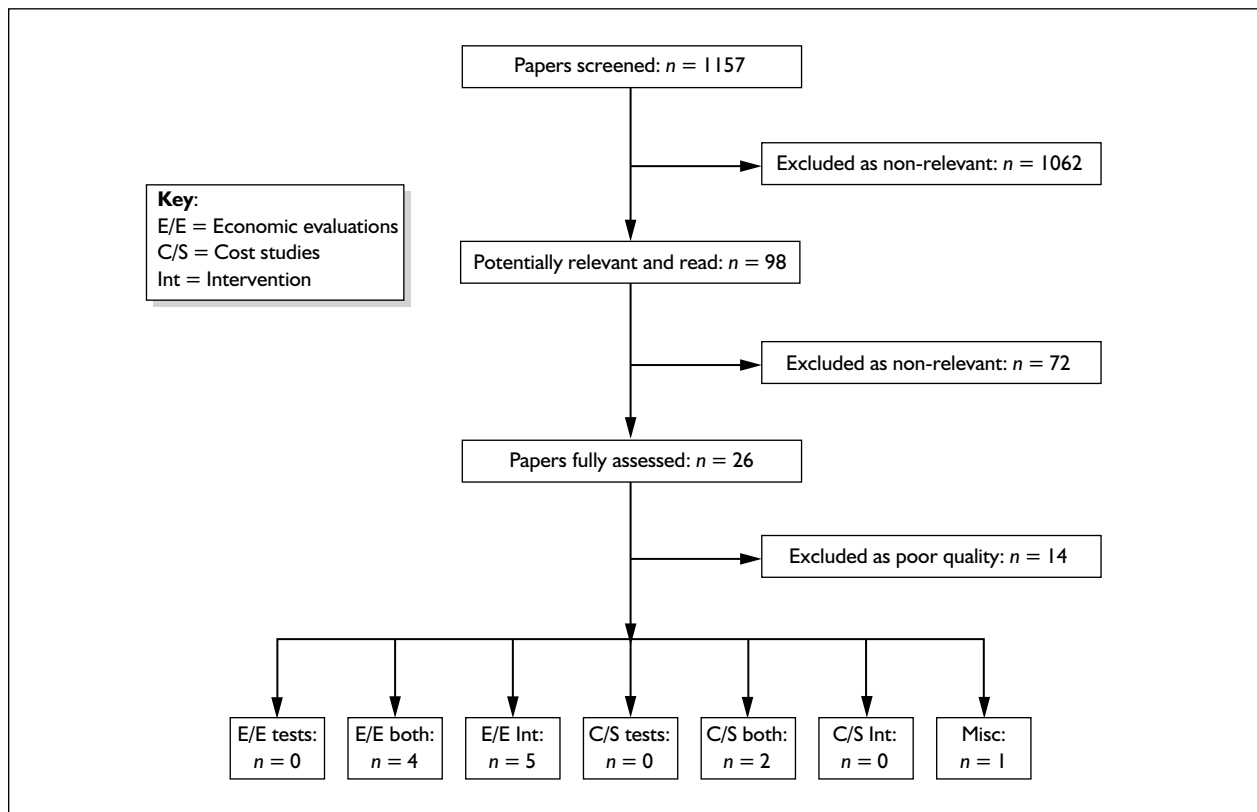 Papers screened: n = 1157
Excluded as non-relevant: n = 1062
Key:
E/E = Economic evaluations
C/S = Cost studies
Int = Intervention
Potentially relevant and read: n = 98
Excluded as non-relevant: n = 72
Papers fully assessed: n = 26
Excluded as poor quality: n = 14
E/E tests:
n = 0
E/E both:
n = 4
E/E Int:
n = 5
C/S tests:
n = 0
C/S both:
n = 2
C/S Int:
n = 0
Misc:
n = 1